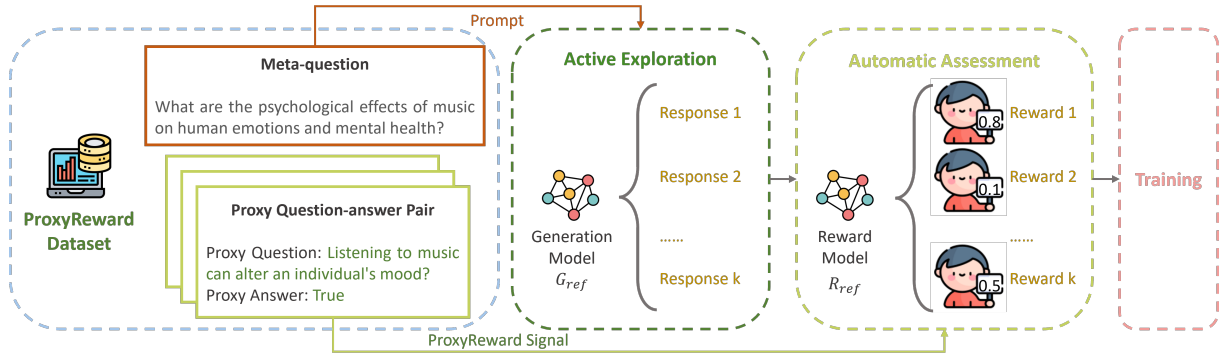 Prompt
Meta-question
What are the psychological effects of music
on human emotions and mental health?
ProxyReward
Dataset
Proxy Question-answer Pair
Proxy Question: Listening to music
can alter an individual's mood?
Proxy Answer: True
ProxyReward Signal
Active Exploration
Generation
Model
G_ref
Response 1
Response 2
......
Response k
Automatic Assessment
Reward
Model
R_ref
0.8
Reward 1
0.1
Reward 2
......
0.5
Reward k
Training